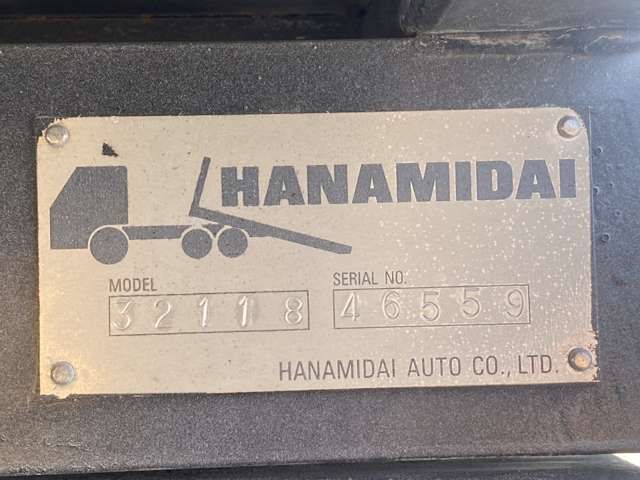 HANAMIDAI
MODEL SERIAL NO.
32118 46559
HANAMIDAI AUTO CO., LTD.